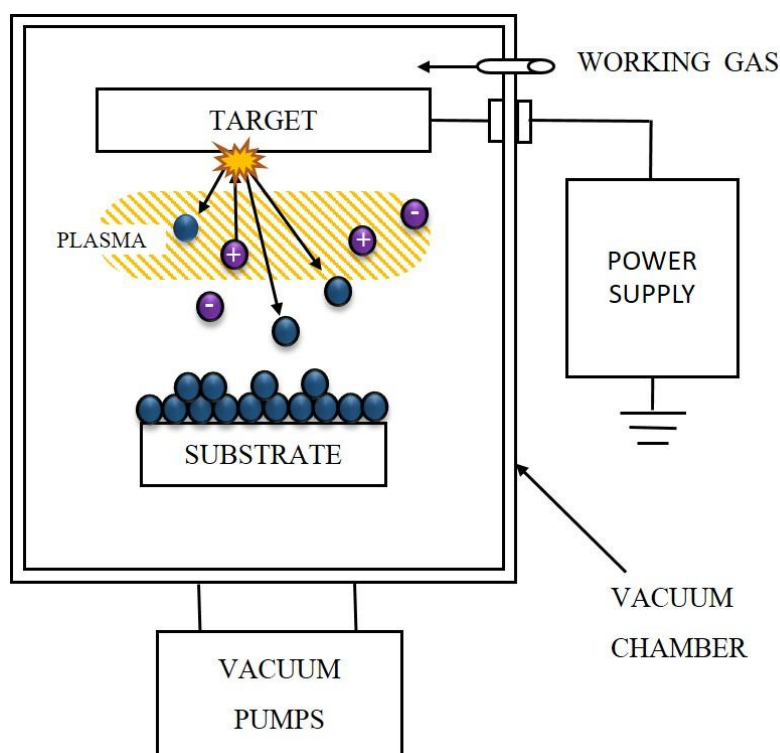 WORKING GAS
TARGET
PLASMA
+
+
-
-
POWER
SUPPLY
SUBSTRATE
VACUUM
CHAMBER
VACUUM
PUMPS